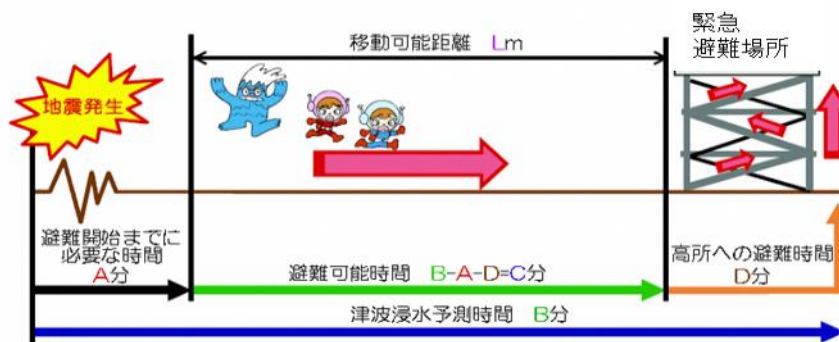 移動可能距離 Lm
緊急
避難場所
地震発生
避難開始までに
必要な時間
A分
避難可能時間 B-A-D=C分
高所への避難時間
D分
津波浸水予測時間 B分